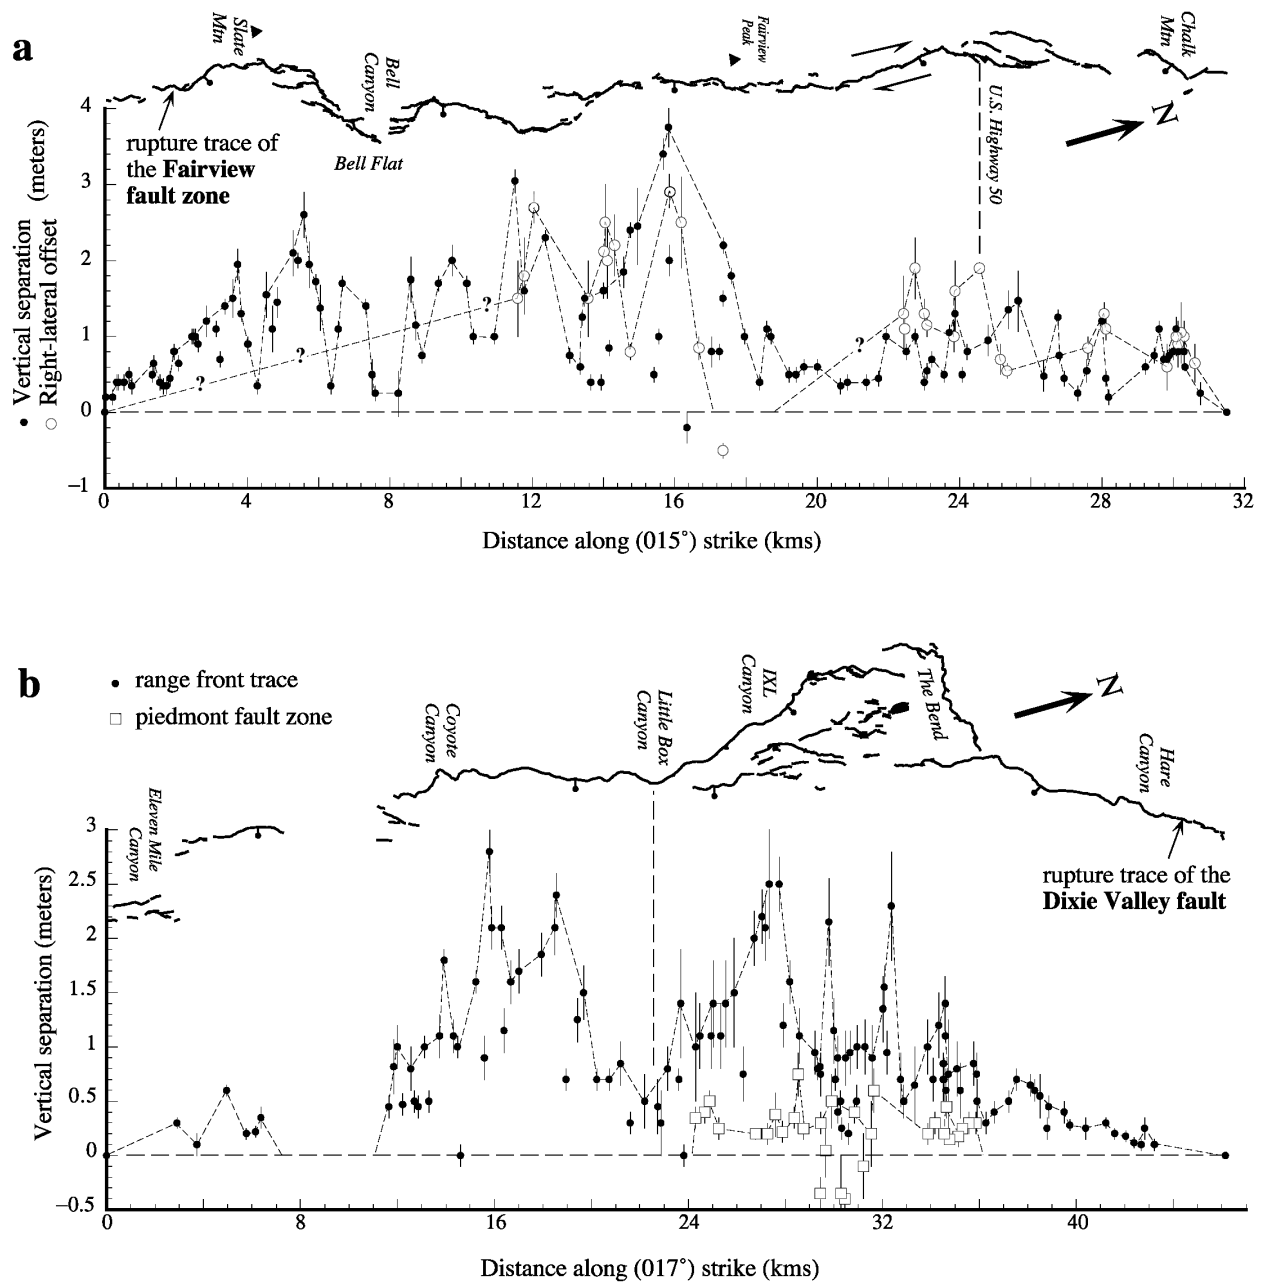 a
Slate
Mtn
Bell
Canyon
Fairview
Peak
Chalk
Mtn
U.S. Highway 50
N
rupture trace of
the Fairview
fault zone
Bell Flat
● Vertical separation (meters)
○ Right-lateral offset
4
3
2
1
0
–1
? ? ? ?
0 4 8 12 16 20 24 28 32
Distance along (015°) strike (kms)
b
● range front trace
□ piedmont fault zone
Eleven Mile
Canyon
Coyote
Canyon
Little Box
Canyon
IXL
Canyon
The Bend
N
Hare
Canyon
rupture trace of the
Dixie Valley fault
Vertical separation (meters)
3
2.5
2
1.5
1
0.5
0
–0.5
0 8 16 24 32 40
Distance along (017°) strike (kms)